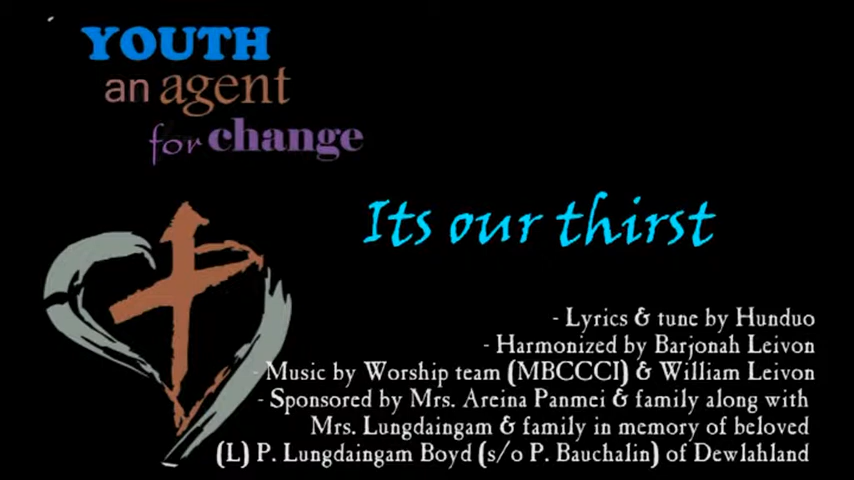 YOUTH
an agent
for change
Its our thirst
- Lyrics & tune by Hunduo
- Harmonized by Barjonah Leivon
- Music by Worship team (MBCCCI) & William Leivon
- Sponsored by Mrs. Areina Panmei & family along with
Mrs. Lungdaingam & family in memory of beloved
(L) P. Lungdaingam Boyd (s/o P. Bauchalin) of Dewlahland